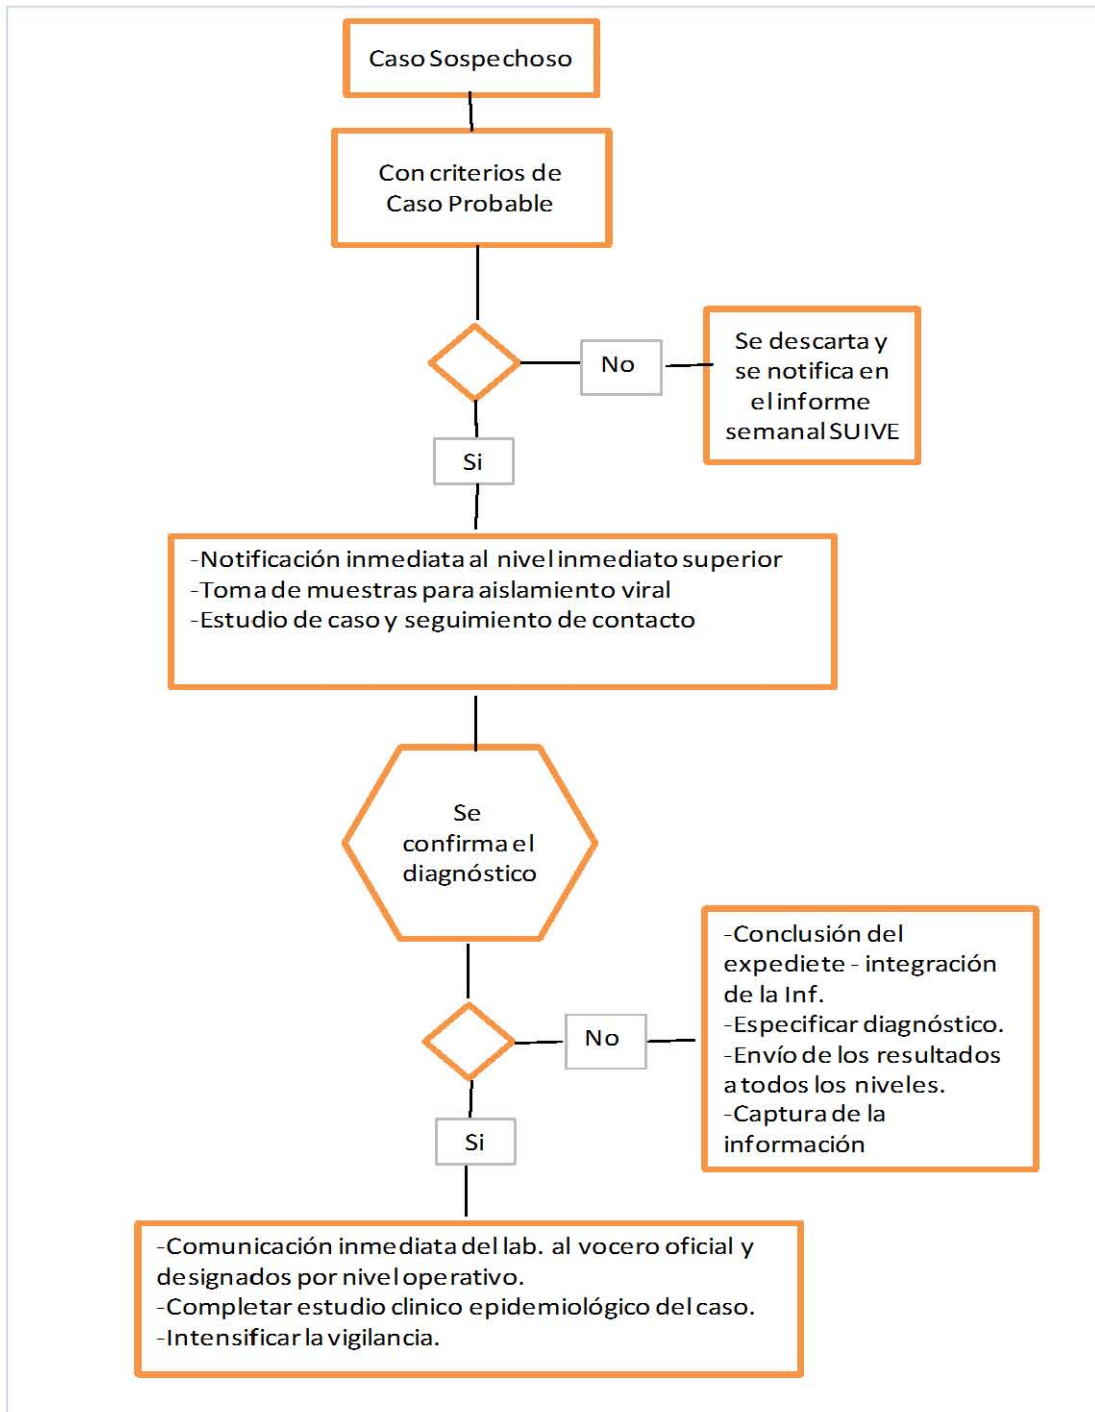 Caso Sospechoso
Con criterios de
Caso Probable
No
Se descarta y
se notifica en
el informe
semanal SUIVE
Si
-Notificación inmediata al nivel inmediato superior
-Toma de muestras para aislamiento viral
-Estudio de caso y seguimiento de contacto
Se
confirma el
diagnóstico
No
-Conclusión del
expediete - integración
de la Inf.
-Especificar diagnóstico.
-Envío de los resultados
a todos los niveles.
-Captura de la
información
Si
-Comunicación inmediata del lab. al vocero oficial y
designados por nivel operativo.
-Completar estudio clinico epidemiológico del caso.
-Intensificar la vigilancia.